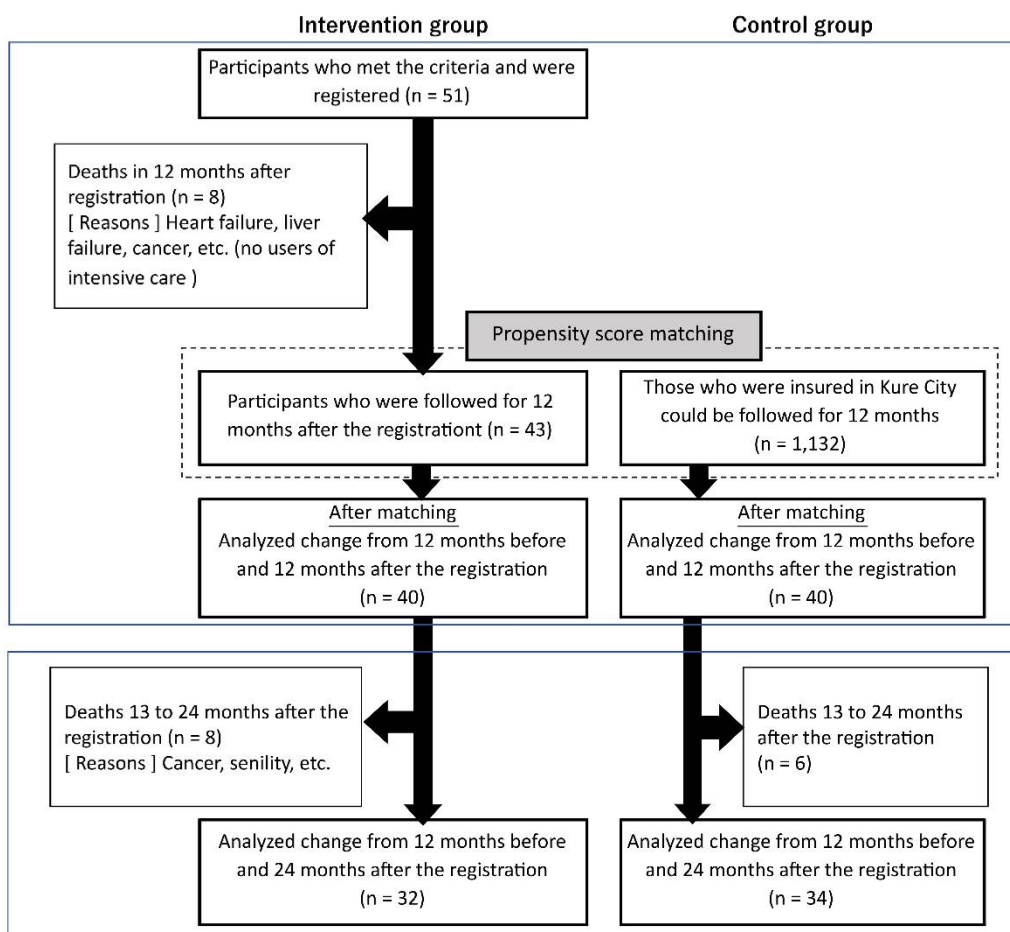 Intervention group
Control group
Participants who met the criteria and were
registered (n = 51)
Deaths in 12 months after
registration (n = 8)
[ Reasons ] Heart failure, liver
failure, cancer, etc. (no users of
intensive care )
Propensity score matching
Participants who were followed for 12
months after the registrationt (n = 43)
Those who were insured in Kure City
could be followed for 12 months
(n = 1,132)
After matching
Analyzed change from 12 months before
and 12 months after the registration
(n = 40)
After matching
Analyzed change from 12 months before
and 12 months after the registration
(n = 40)
Deaths 13 to 24 months after the
registration (n = 8)
[ Reasons ] Cancer, senility, etc.
Deaths 13 to 24 months
after the registration
(n = 6)
Analyzed change from 12 months before
and 24 months after the registration
(n = 32)
Analyzed change from 12 months before
and 24 months after the registration
(n = 34)